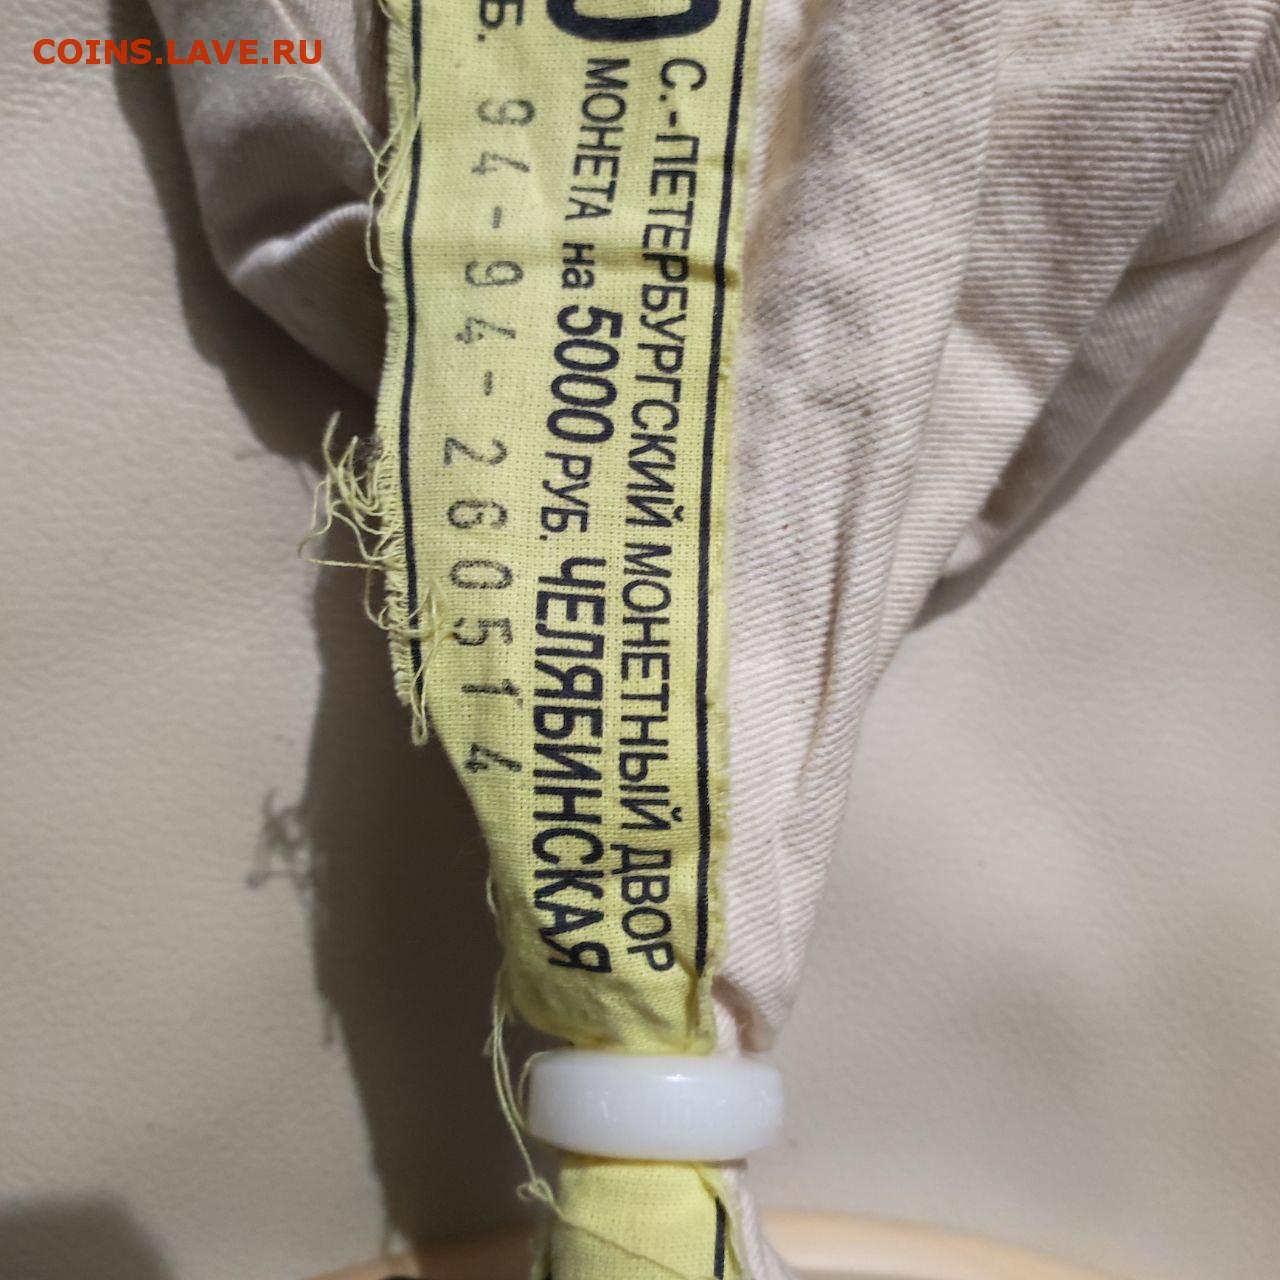 COINS.LAVE.RU
С.-ПЕТЕРБУРГСКИЙ МОНЕТНЫЙ ДВОР
МОНЕТА на 5000 РУБ. ЧЕЛЯБИНСКАЯ
Б. 94-94-260514